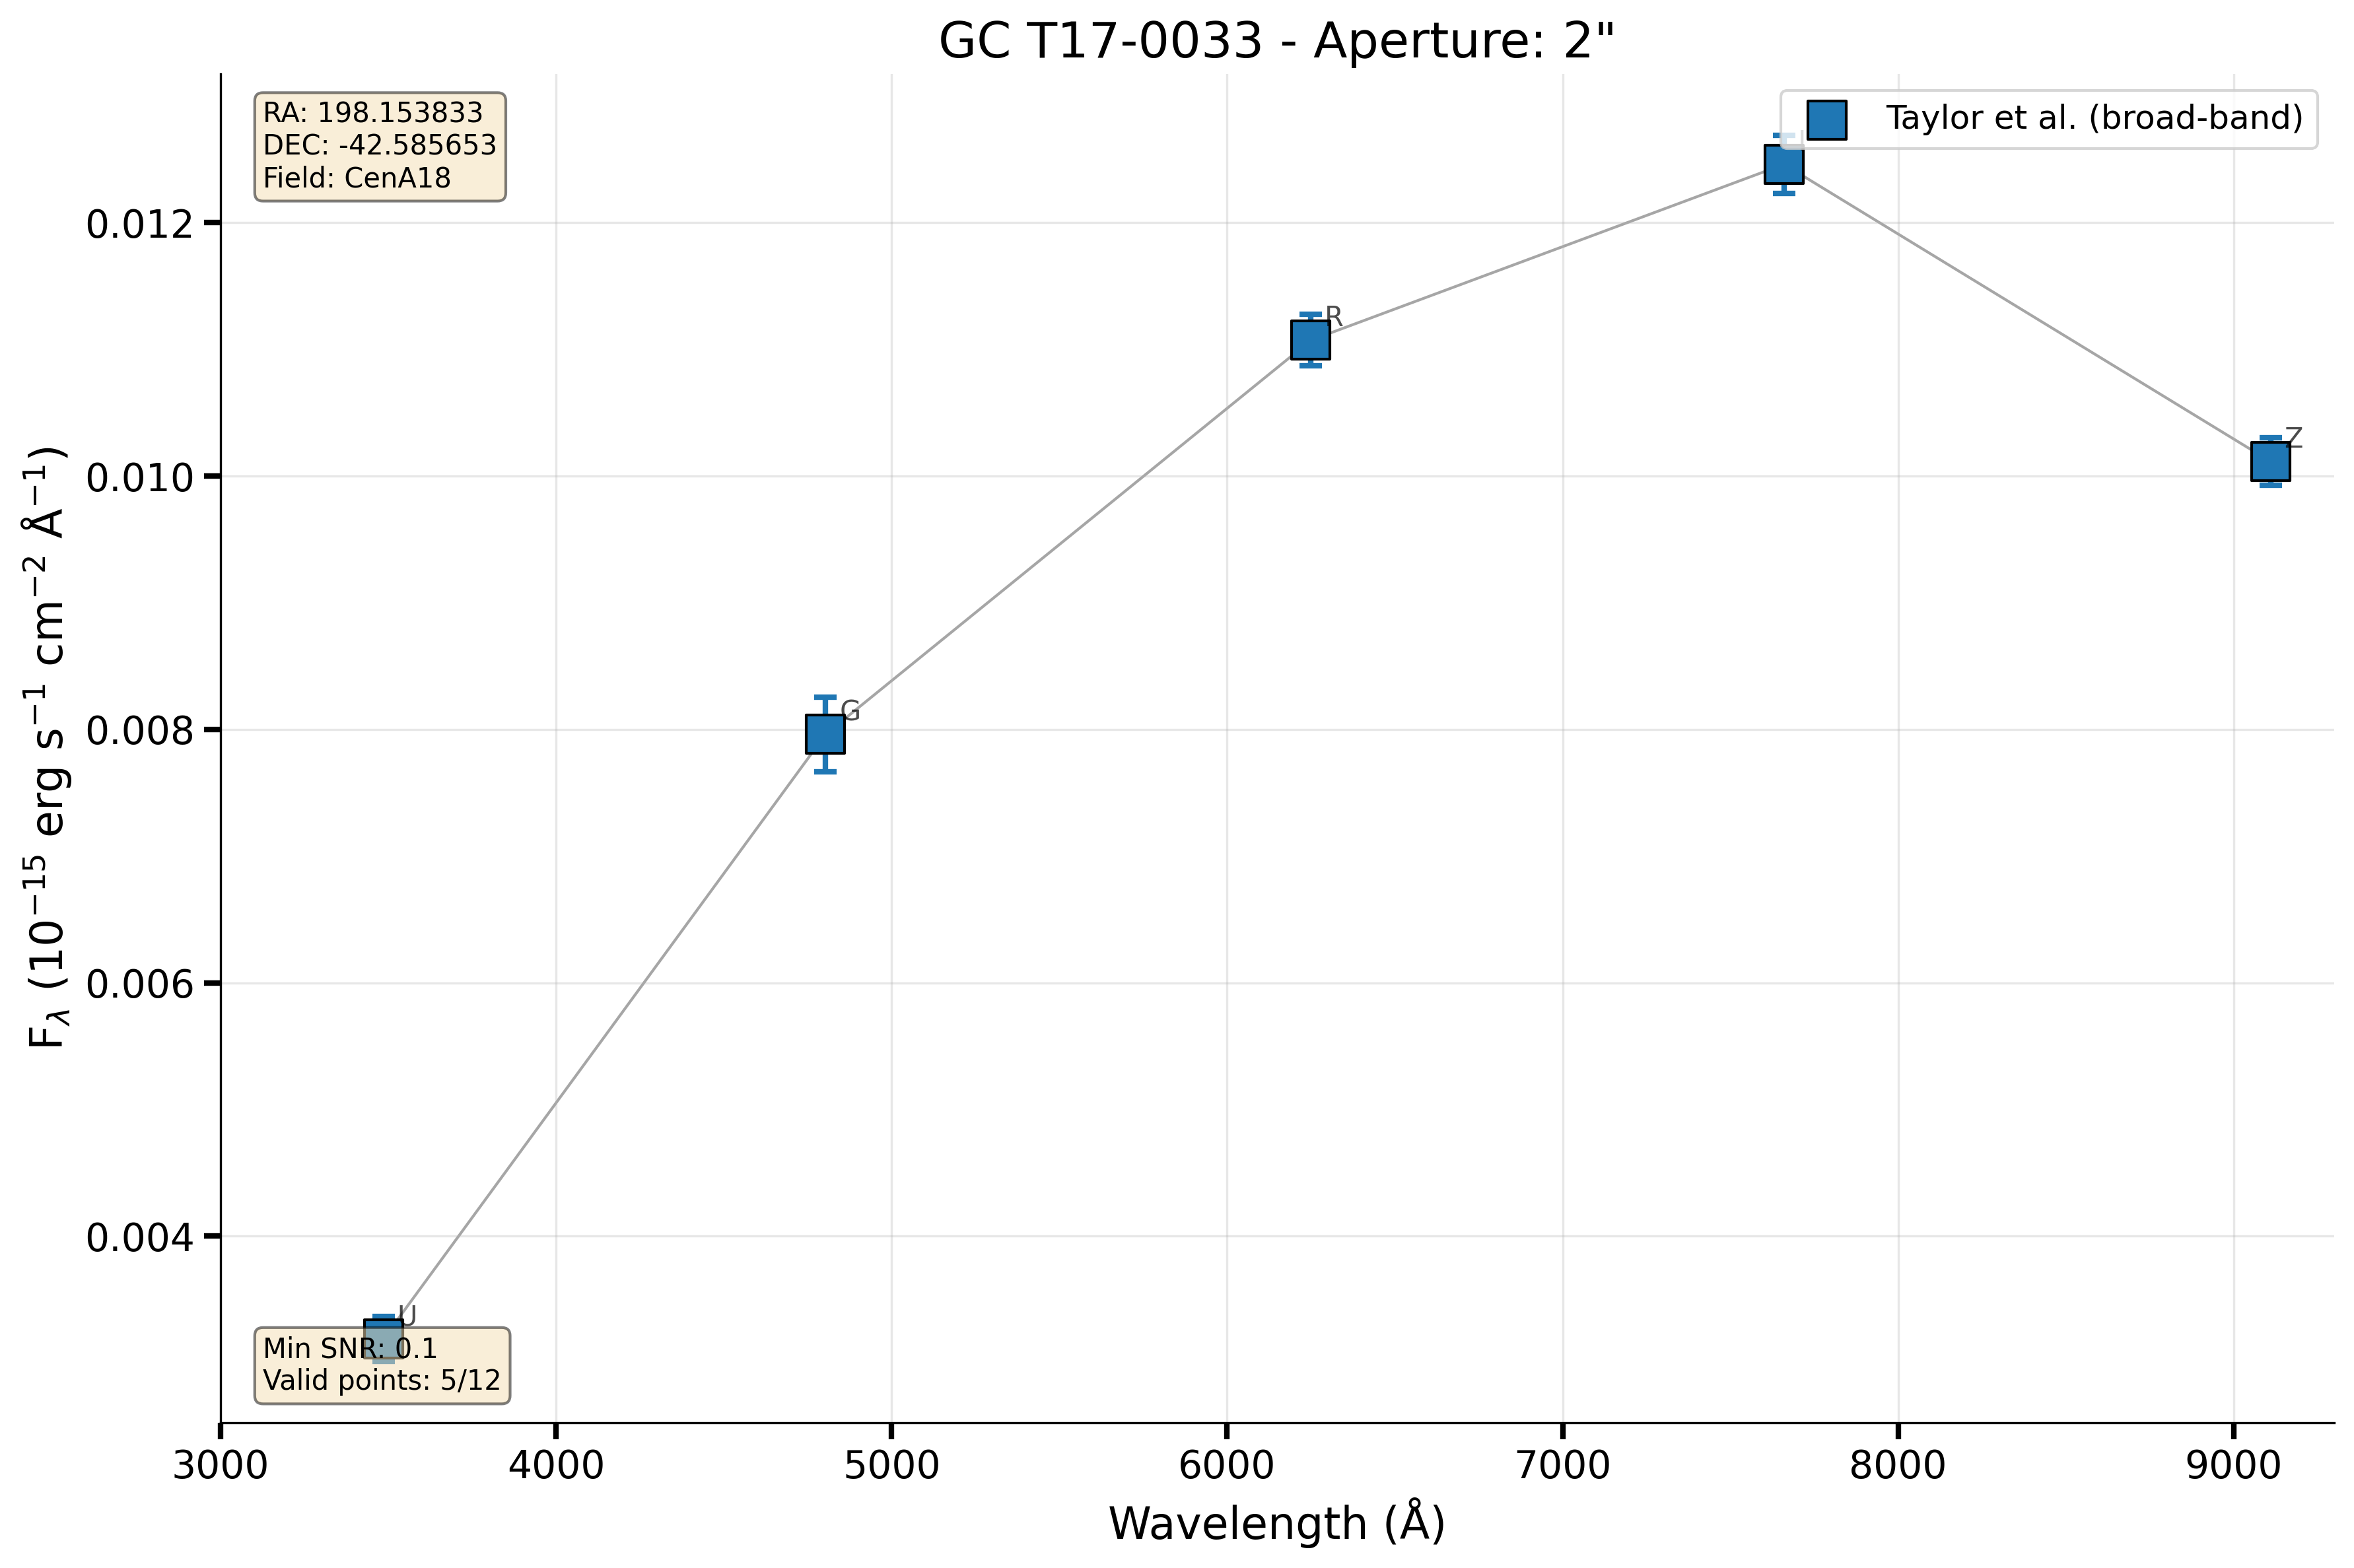 GC T17-0033 - Aperture: 2"
RA: 198.153833
DEC: -42.585653
Field: CenA18
Taylor et al. (broad-band)
I
R
Z
G
U
Min SNR: 0.1
Valid points: 5/12
0.012
0.010
0.008
0.006
0.004
F_λ (10⁻¹⁵ erg s⁻¹ cm⁻² Å⁻¹)
3000 4000 5000 6000 7000 8000 9000
Wavelength (Å)